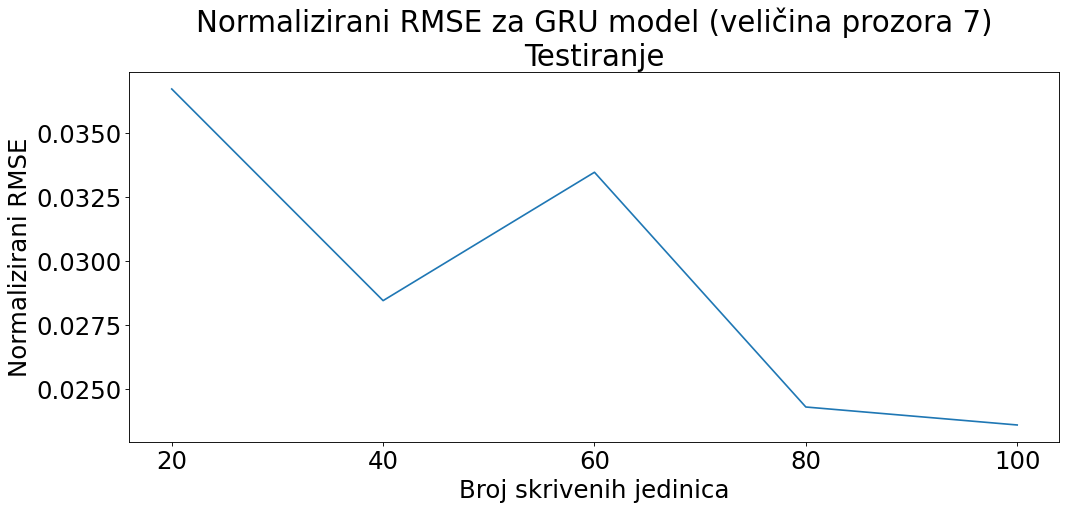 Normalizirani RMSE za GRU model (veličina prozora 7)
Testiranje
Normalizirani RMSE
0.0350
0.0325
0.0300
0.0275
0.0250
20 40 60 80 100
Broj skrivenih jedinica